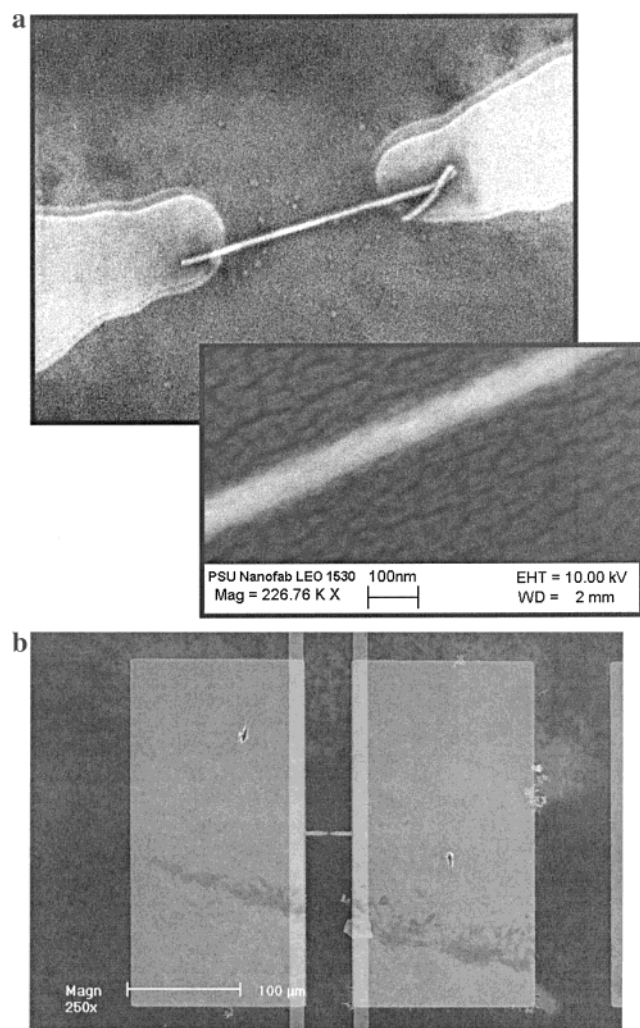 a
PSU Nanofab LEO 1530 100nm EHT = 10.00 kV
Mag = 226.76 K X WD = 2 mm
b
Magn 100 µm
250x